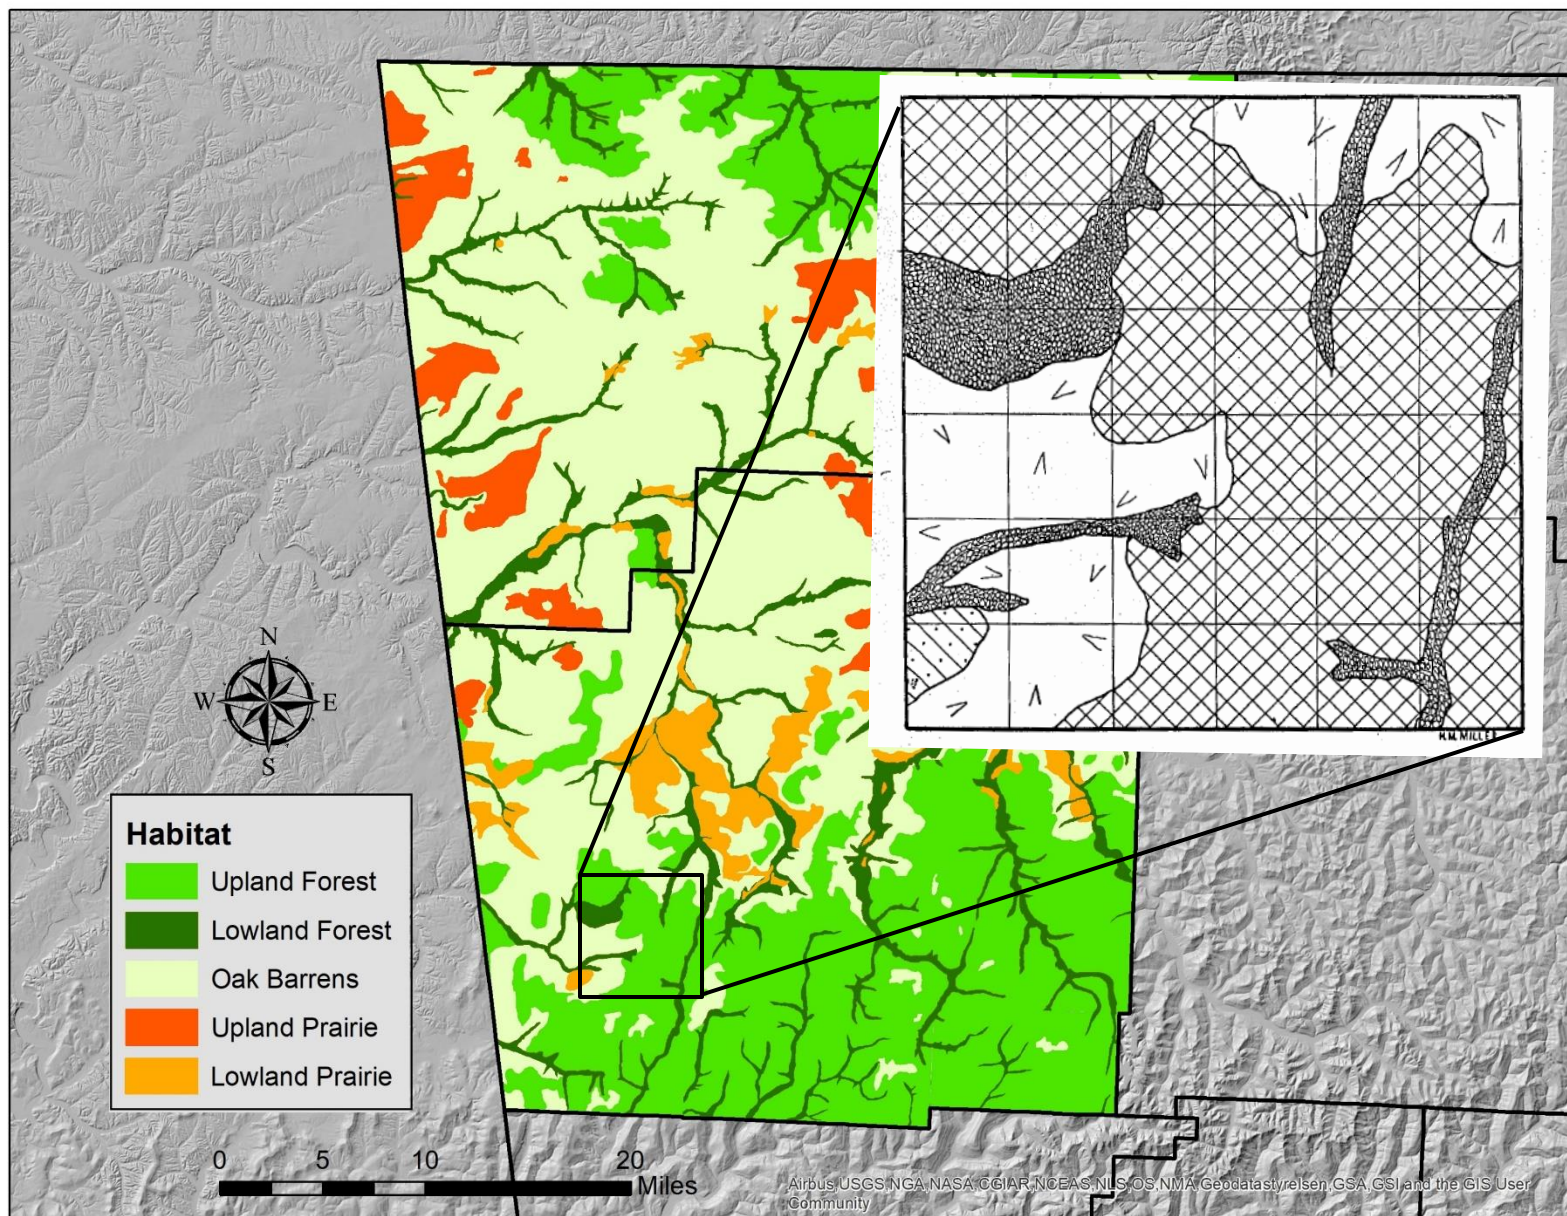 H.M. MILLER
N
W
E
S
Habitat
Upland Forest
Lowland Forest
Oak Barrens
Upland Prairie
Lowland Prairie
0 5 10 20
Miles
Airbus,USGS,NGA,NASA,CGIAR,NCEAS,NLS,OS,NMA,Geodatastyrelsen,GSA,GSI and the GIS User
Community